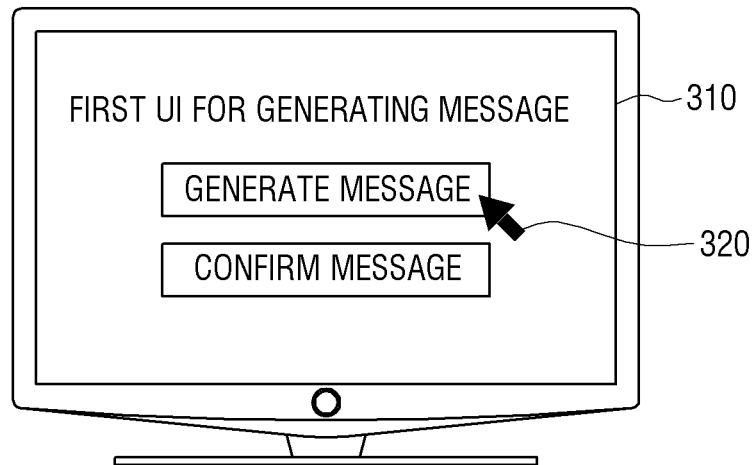 FIRST UI FOR GENERATING MESSAGE
310
GENERATE MESSAGE
320
CONFIRM MESSAGE